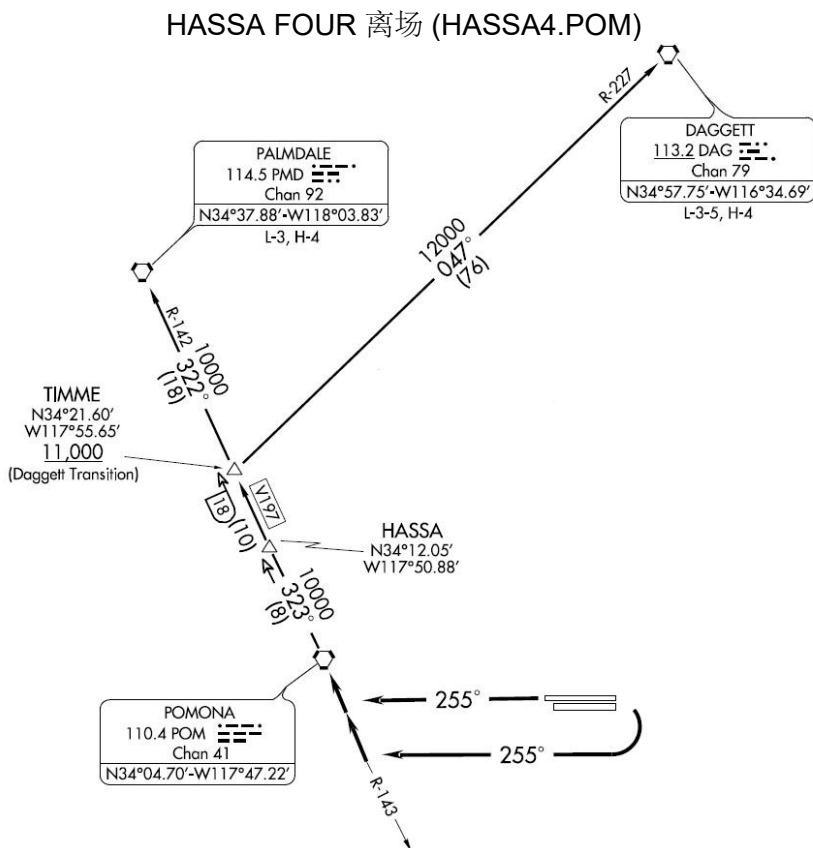 HASSA FOUR 离场 (HASSA4.POM)
R-227
DAGGETT
113.2 DAG
Chan 79
N34°57.75′-W116°34.69′
L-3-5, H-4
PALMDALE
114.5 PMD
Chan 92
N34°37.88′-W118°03.83′
L-3, H-4
12000
047°
(76)
R-142
10000
322°
(18)
TIMME
N34°21.60′
W117°55.65′
11,000
(Daggett Transition)
V197
18
(10)
HASSA
N34°12.05′
W117°50.88′
10000
323°
(8)
POMONA
110.4 POM
Chan 41
N34°04.70′-W117°47.22′
255°
255°
R-143